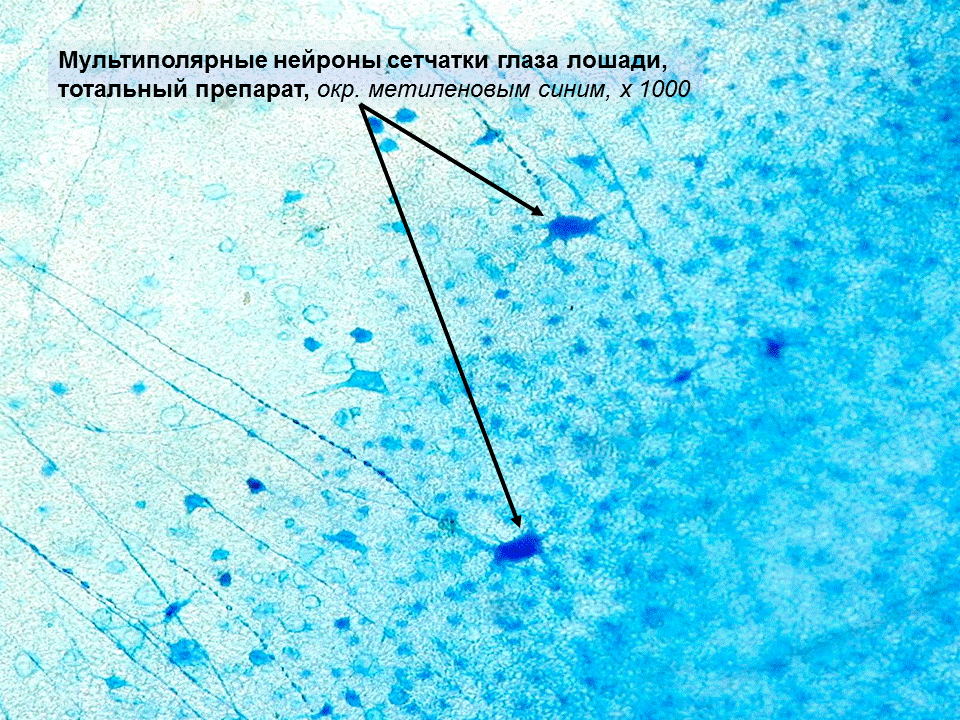 Мультиполярные нейроны сетчатки глаза лошади,
тотальный препарат, окр. метиленовым синим, х 1000